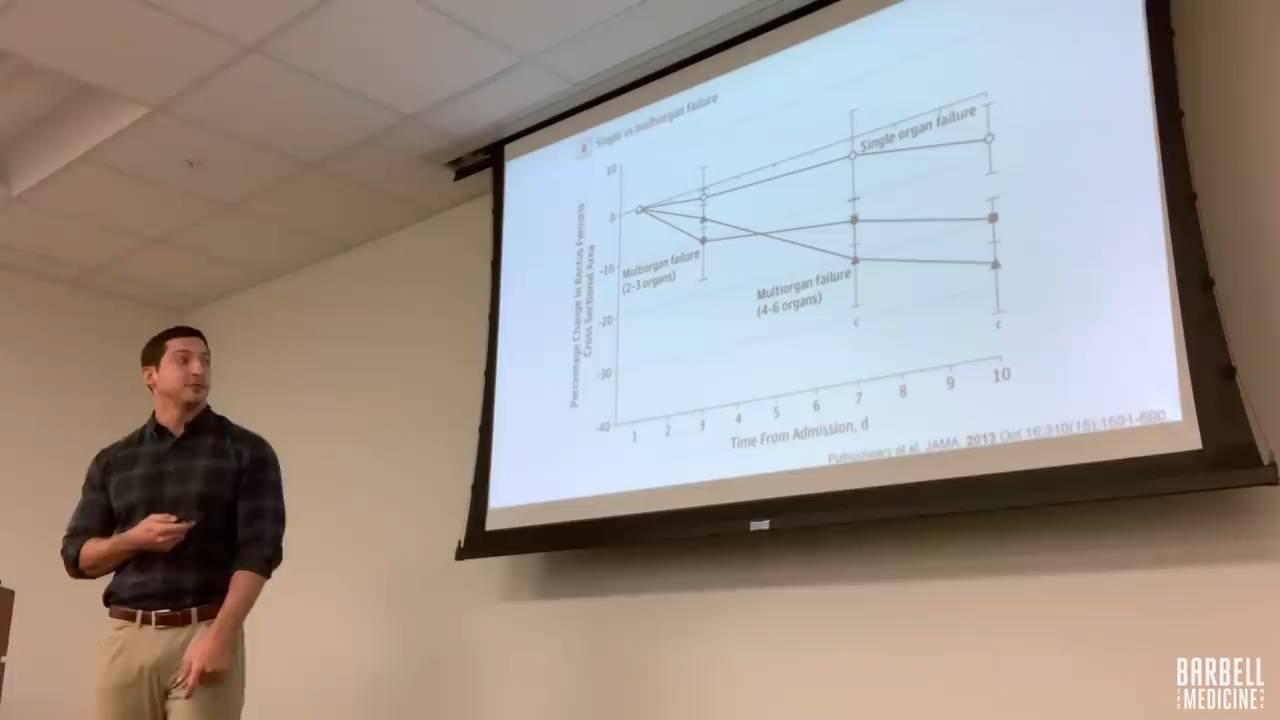 B Single vs multiorgan failure
Percentage Change in Rectus Femoris
Cross Sectional Area
10
0
-10
-20
-30
-40
Single organ failure
Multiorgan failure
(2-3 organs)
Multiorgan failure
(4-6 organs)
c
c
1 2 3 4 5 6 7 8 9 10
Time From Admission, d
Puthucheary et al. JAMA. 2013 Oct 16;310(15):1591-600
BARBELL
MEDICINE